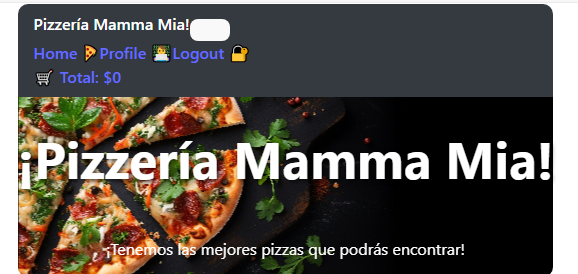 Pizzería Mamma Mia!
Home 🍕Profile 👨‍💻Logout 🔐
🛒 Total: $0
¡Pizzería Mamma Mia!
¡Tenemos las mejores pizzas que podrás encontrar!